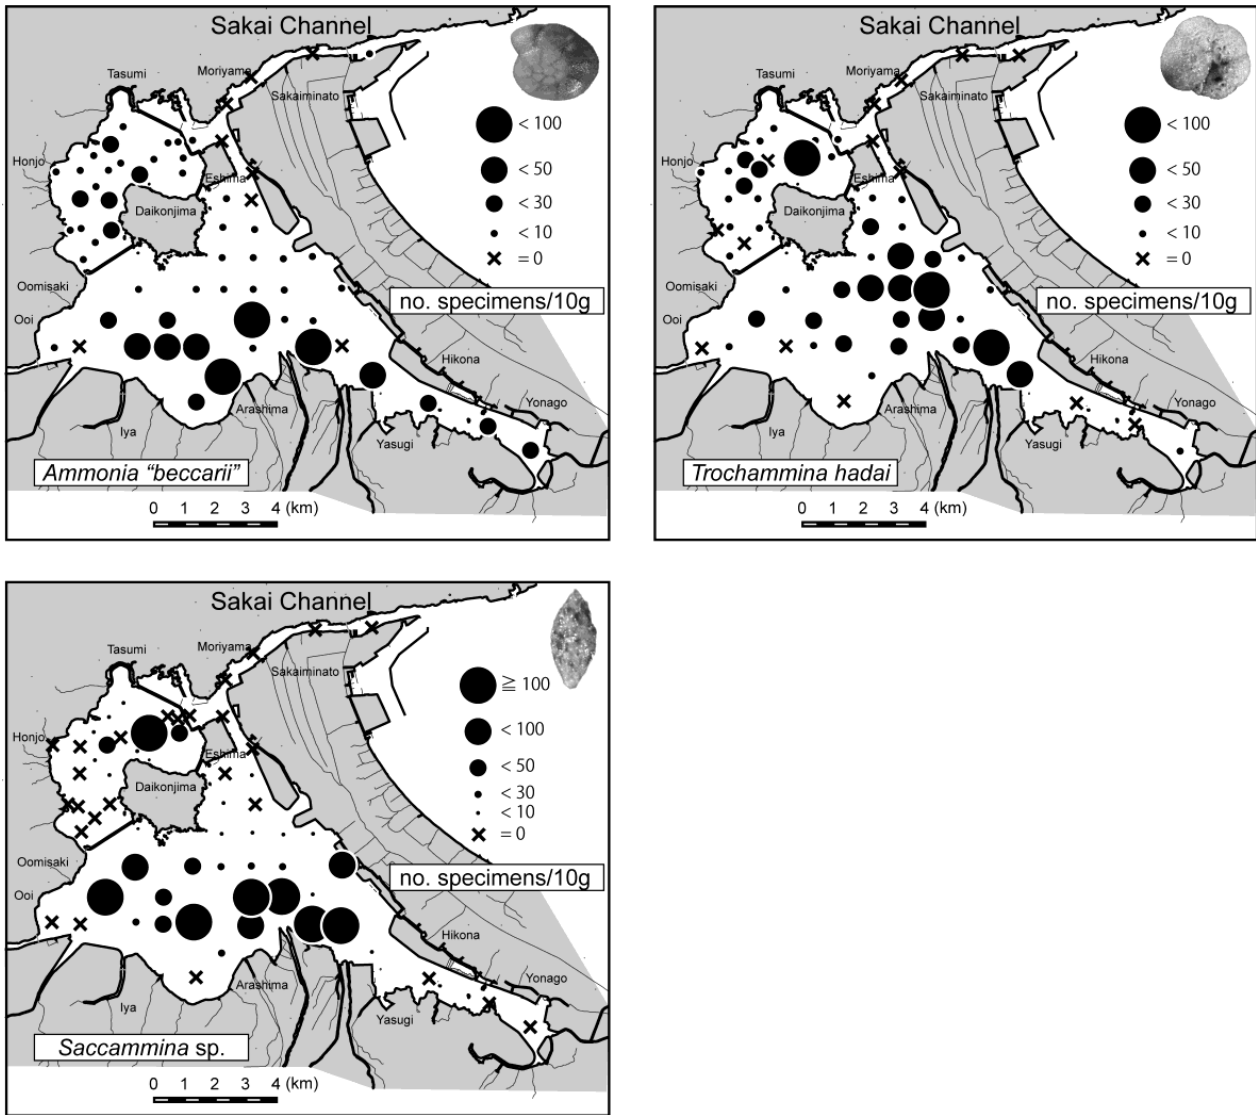 Sakai Channel
Tasumi
Moriyama
Sakaiminato
< 100
< 50
< 30
< 10
= 0
Honjo
Eshima
Daikonjima
Oomisaki
no. specimens/10g
Ooi
Hikona
Yonago
Arashima
Iya
Yasugi
Ammonia “beccarii”
0 1 2 3 4 (km)
Sakai Channel
Tasumi
Moriyama
Sakaiminato
< 100
< 50
< 30
< 10
= 0
Honjo
Eshima
Daikonjima
Oomisaki
no. specimens/10g
Ooi
Hikona
Yonago
Arashima
Iya
Yasugi
Trochammina hadai
0 1 2 3 4 (km)
Sakai Channel
Tasumi
Moriyama
Sakaiminato
≧ 100
< 100
< 50
< 30
< 10
= 0
Honjo
Eshima
Daikonjima
Oomisaki
no. specimens/10g
Ooi
Hikona
Yonago
Arashima
Iya
Yasugi
Saccammina sp.
0 1 2 3 4 (km)